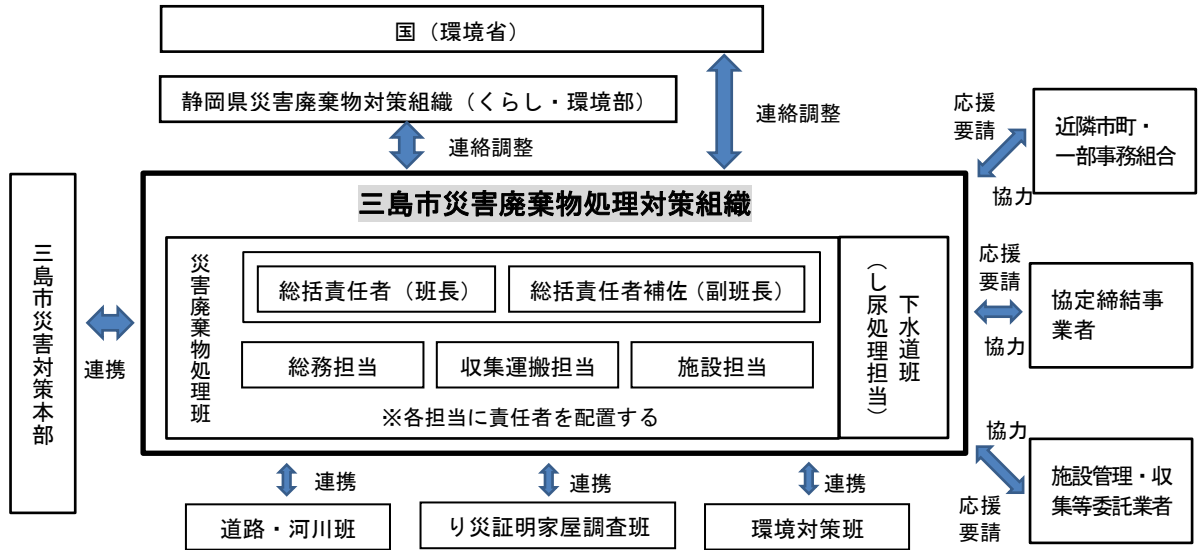 国（環境省）
静岡県災害廃棄物対策組織（くらし・環境部）
連絡調整
連絡調整
応援
要請
協力
近隣市町・
一部事務組合
三島市災害対策本部
連携
三島市災害廃棄物処理対策組織
災害廃棄物処理班
総括責任者（班長）
総括責任者補佐（副班長）
総務担当
収集運搬担当
施設担当
※各担当に責任者を配置する
下水道班
（し尿処理担当）
応援
要請
協力
協定締結事
業者
協力
応援
要請
施設管理・収
集等委託業者
連携
連携
連携
道路・河川班
り災証明家屋調査班
環境対策班